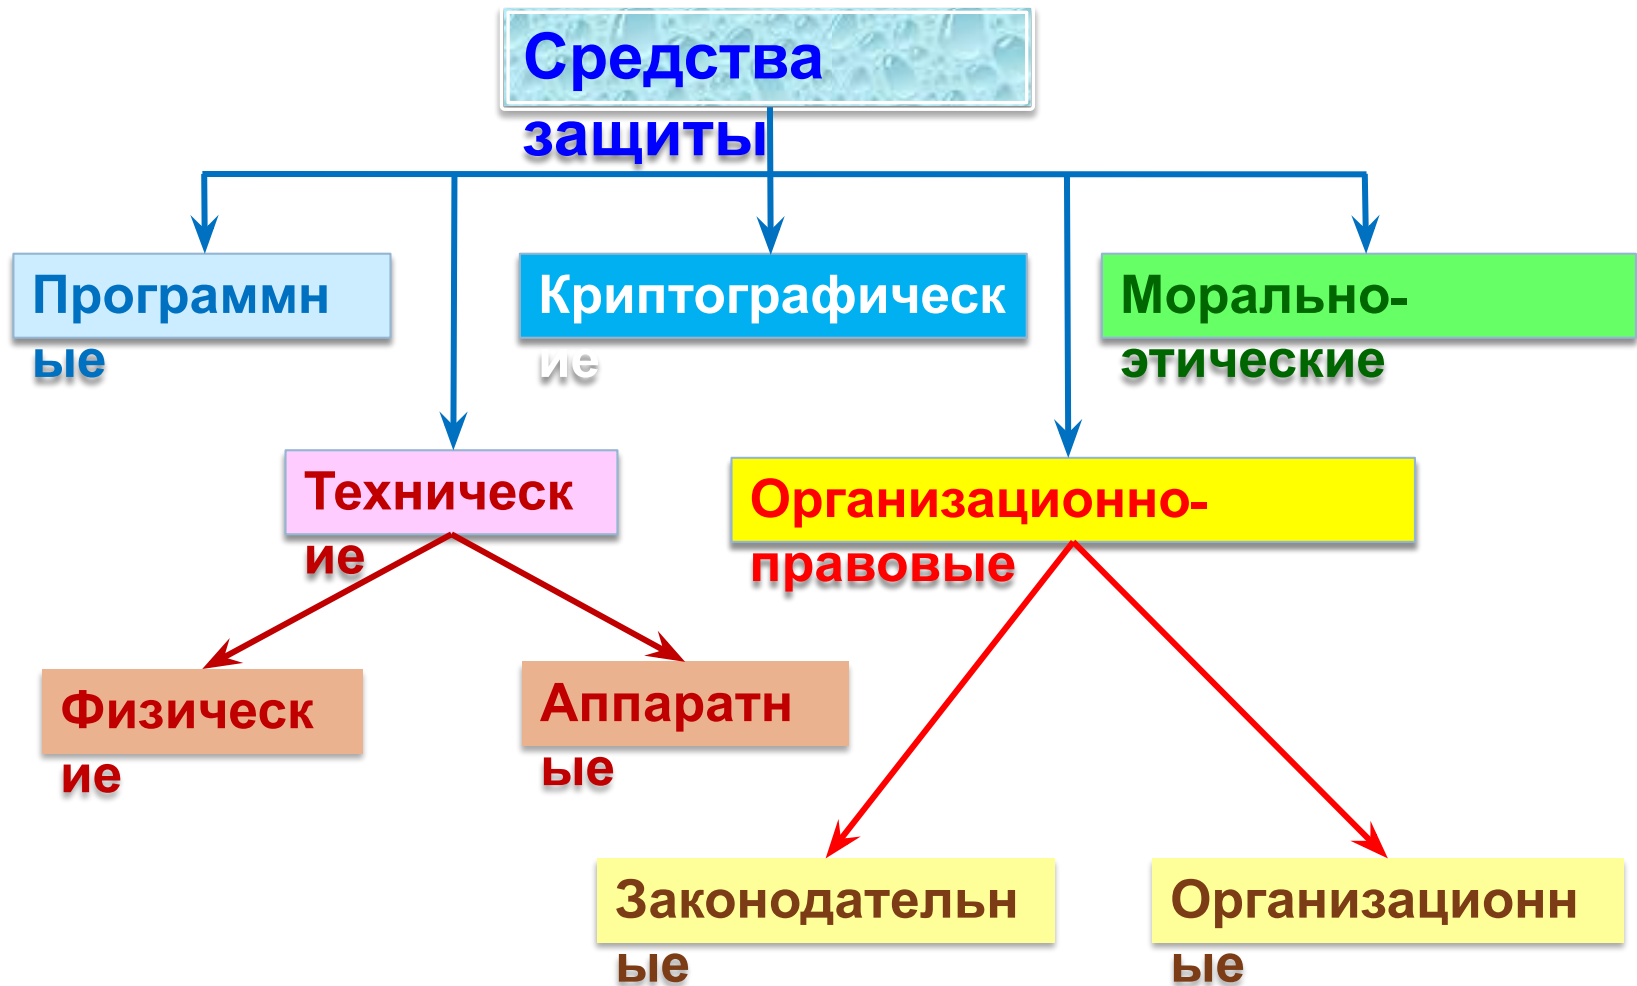 Средства
защиты
Программн
ые
Криптографическ
ие
Морально-
этические
Техническ
ие
Организационно-
правовые
Физическ
ие
Аппаратн
ые
Законодательн
ые
Организационн
ые